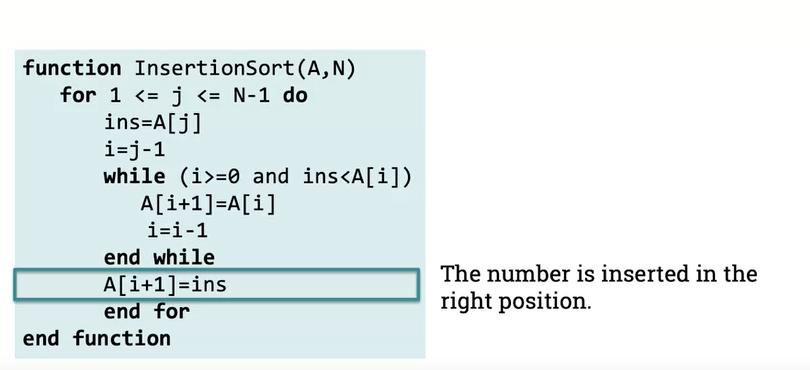 function InsertionSort(A,N)
for 1 <= j <= N-1 do
ins=A[j]
i=j-1
while (i>=0 and ins<A[i])
A[i+1]=A[i]
i=i-1
end while
A[i+1]=ins
end for
end function
The number is inserted in the
right position.